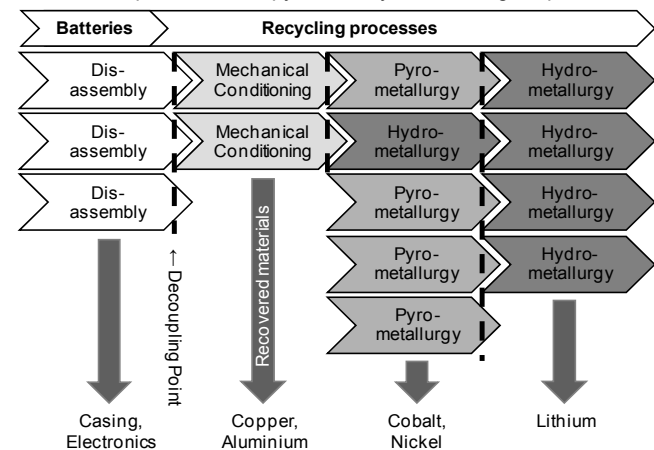 Batteries
Recycling processes
Dis-
assembly
Mechanical
Conditioning
Pyro-
metallurgy
Hydro-
metallurgy
Dis-
assembly
Mechanical
Conditioning
Hydro-
metallurgy
Hydro-
metallurgy
Dis-
assembly
Pyro-
metallurgy
Hydro-
metallurgy
Pyro-
metallurgy
Hydro-
metallurgy
Pyro-
metallurgy
← Decoupling Point
Recovered materials
Casing,
Electronics
Copper,
Aluminium
Cobalt,
Nickel
Lithium